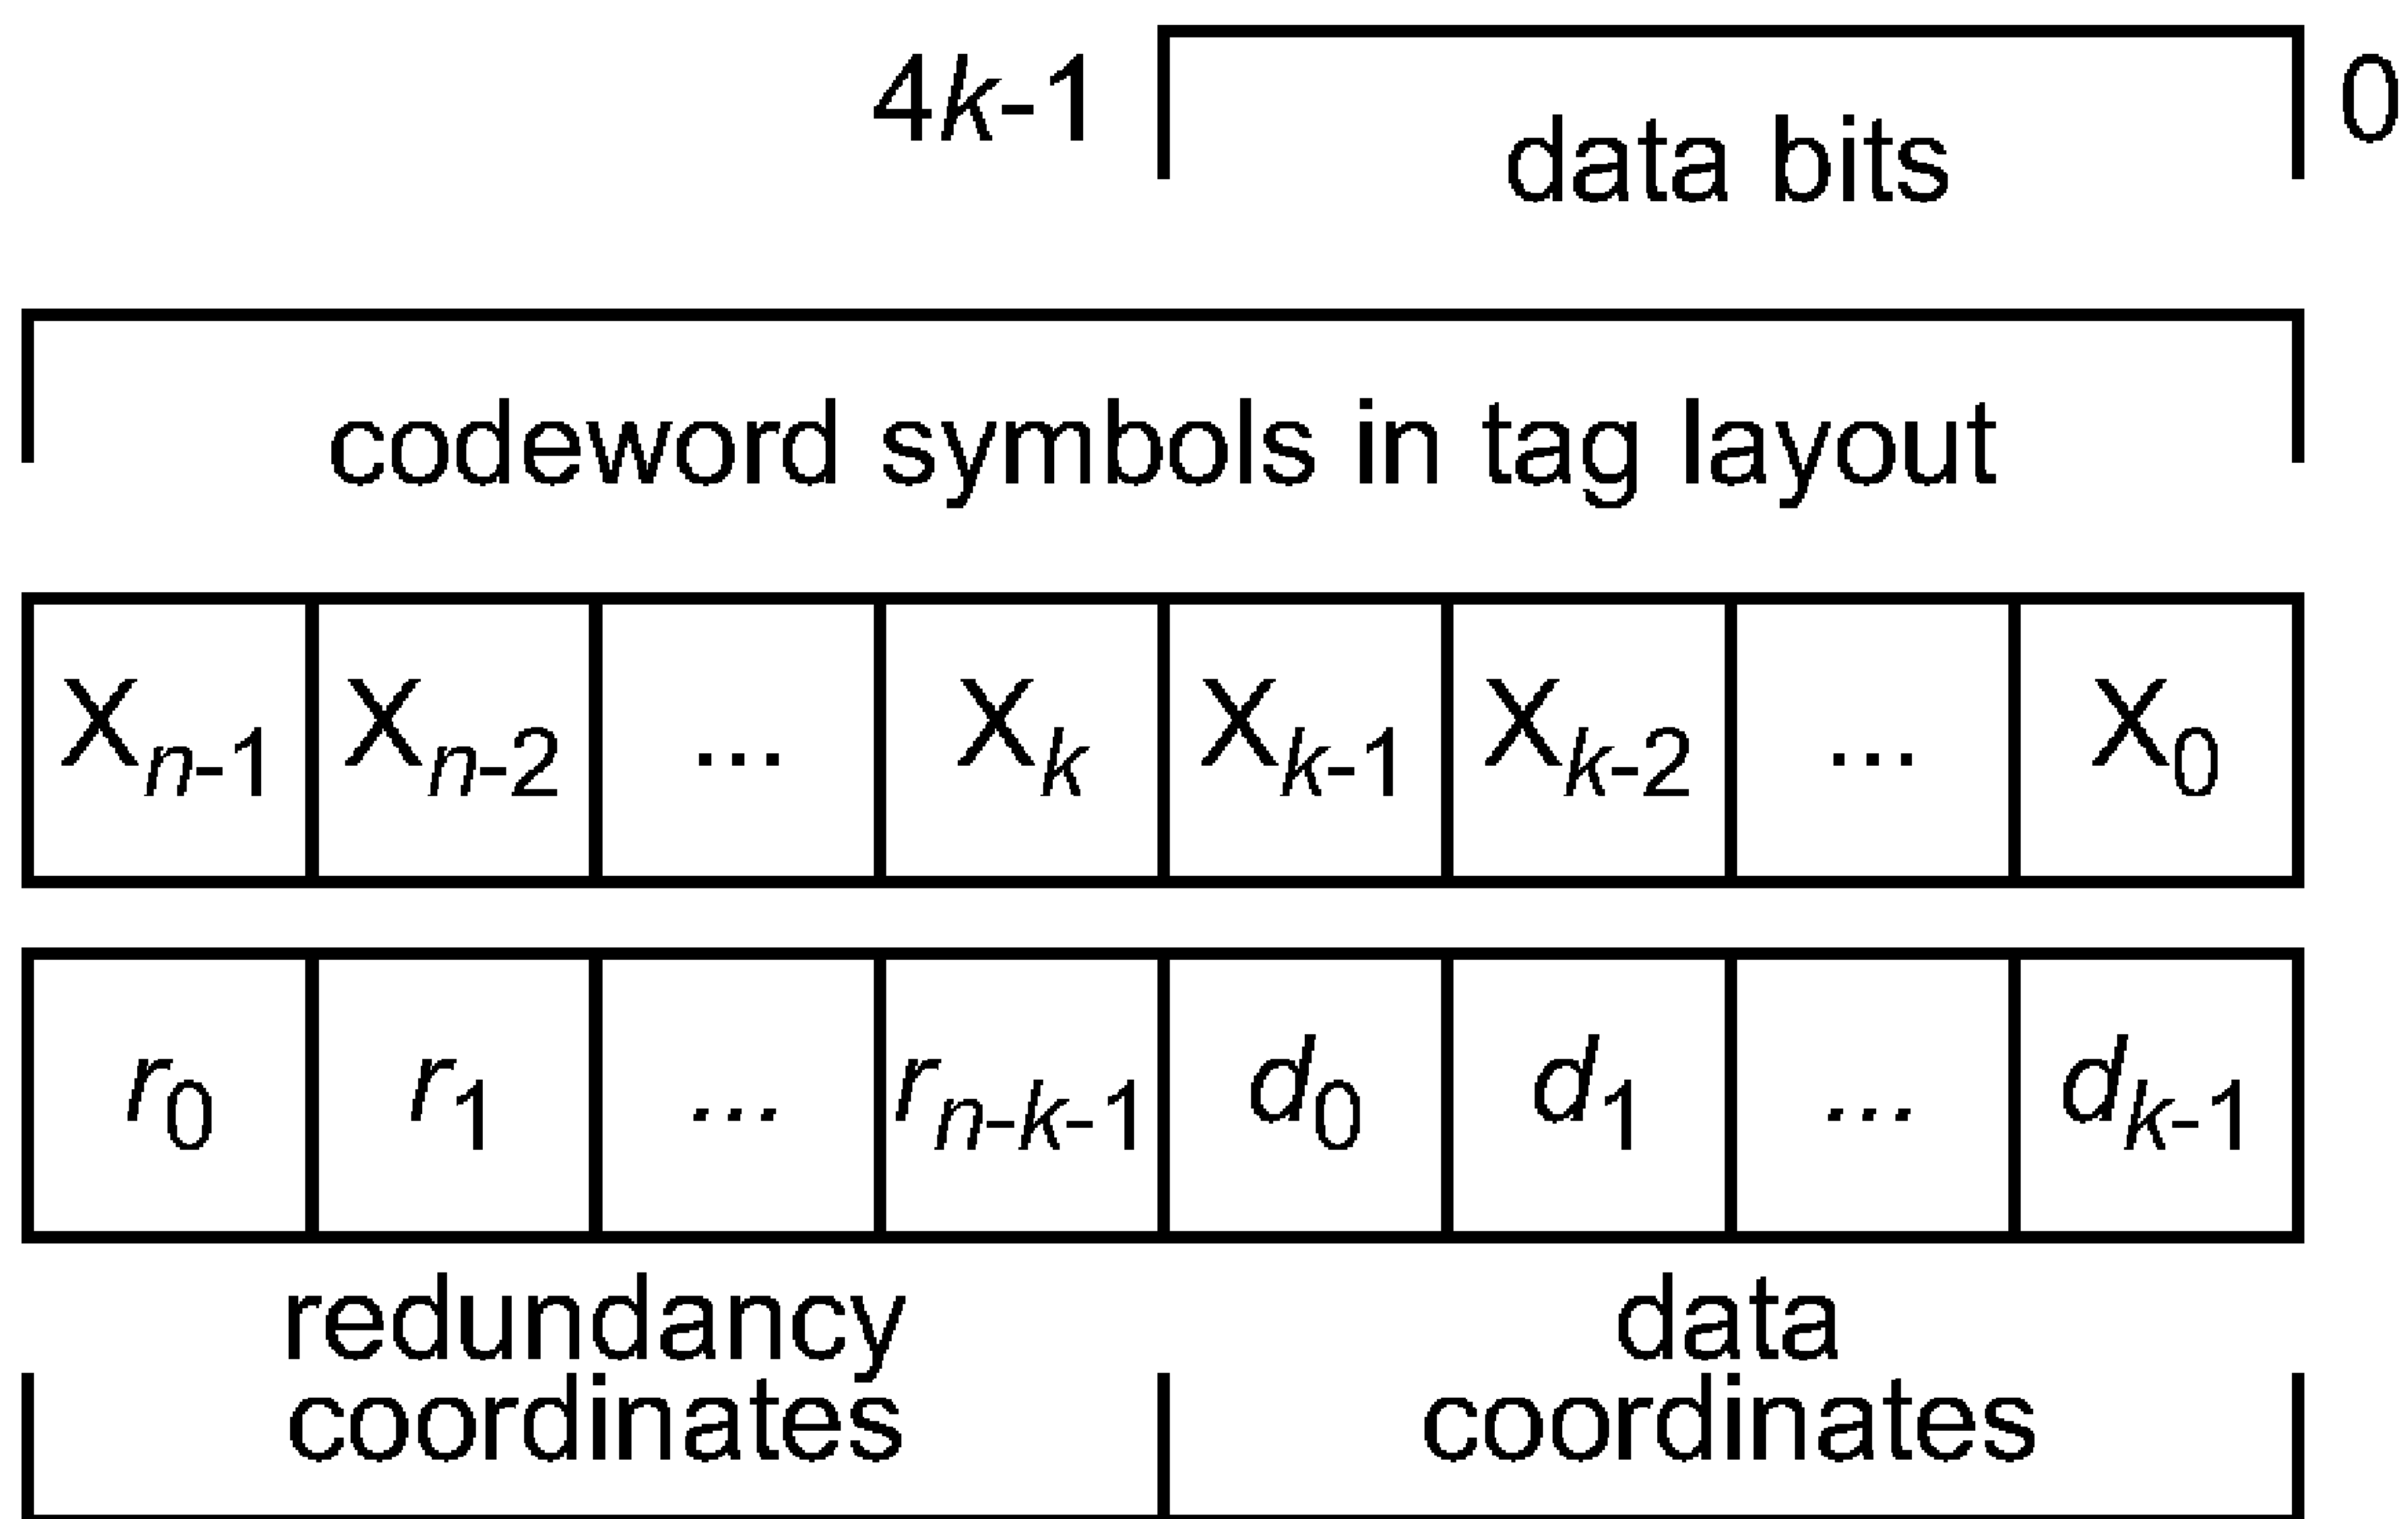 4k-1 data bits 0
codeword symbols in tag layout
Xn-1 Xn-2 ... Xk Xk-1 Xk-2 ... X0
r0 r1 ... rn-k-1 d0 d1 ... dk-1
redundancy data
coordinates coordinates